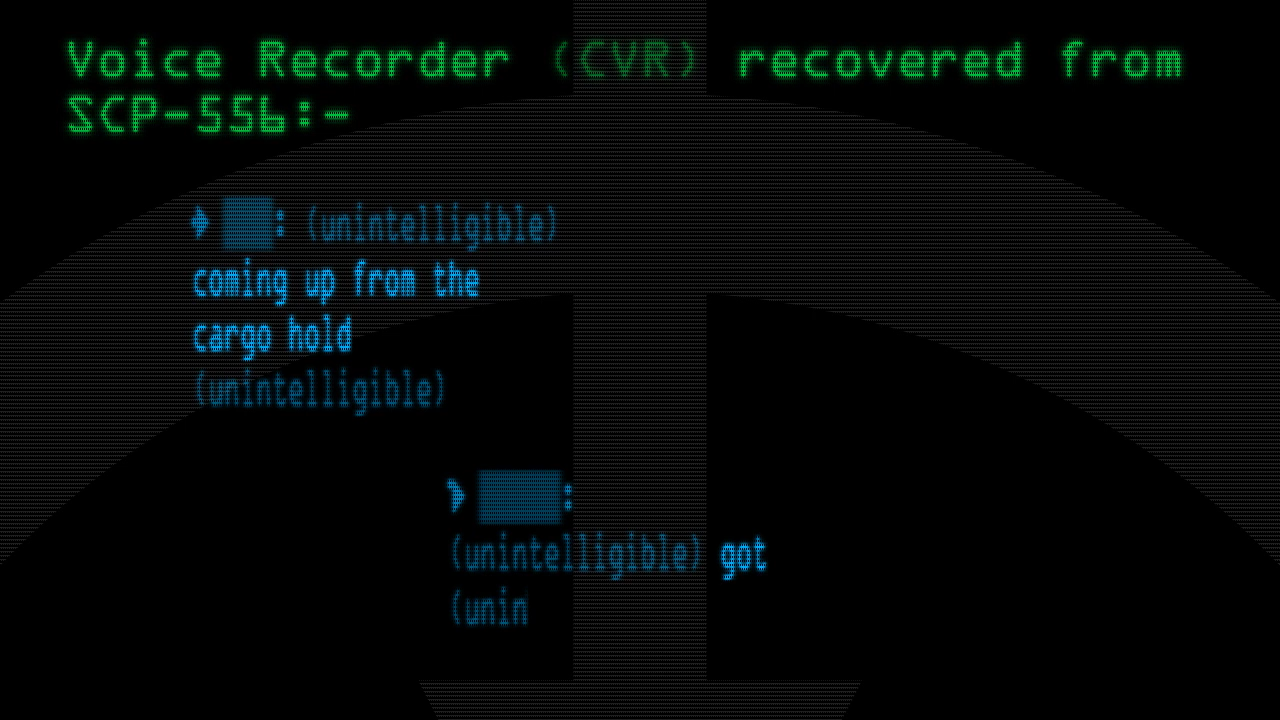 Voice Recorder (CVR) recovered from
SCP-556:-
: (unintelligible)
coming up from the
cargo hold
(unintelligible)
:
(unintelligible) got
(unin